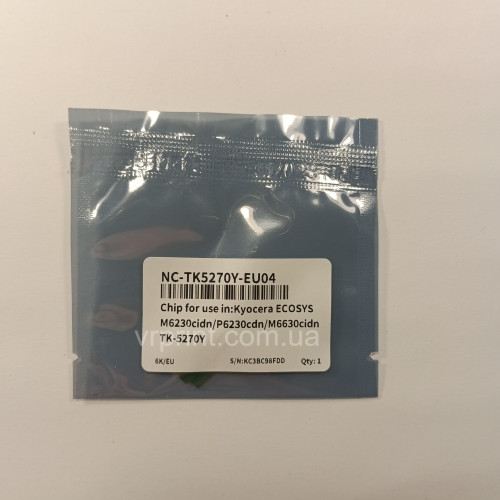 NC-TK5270Y-EU04
Chip for use in:Kyocera ECOSYS
M6230cidn/P6230cdn/M6630cidn
vrprint.com.ua
TK-5270Y
6K/EU S/N:KC3BC98FDD Qty: 1